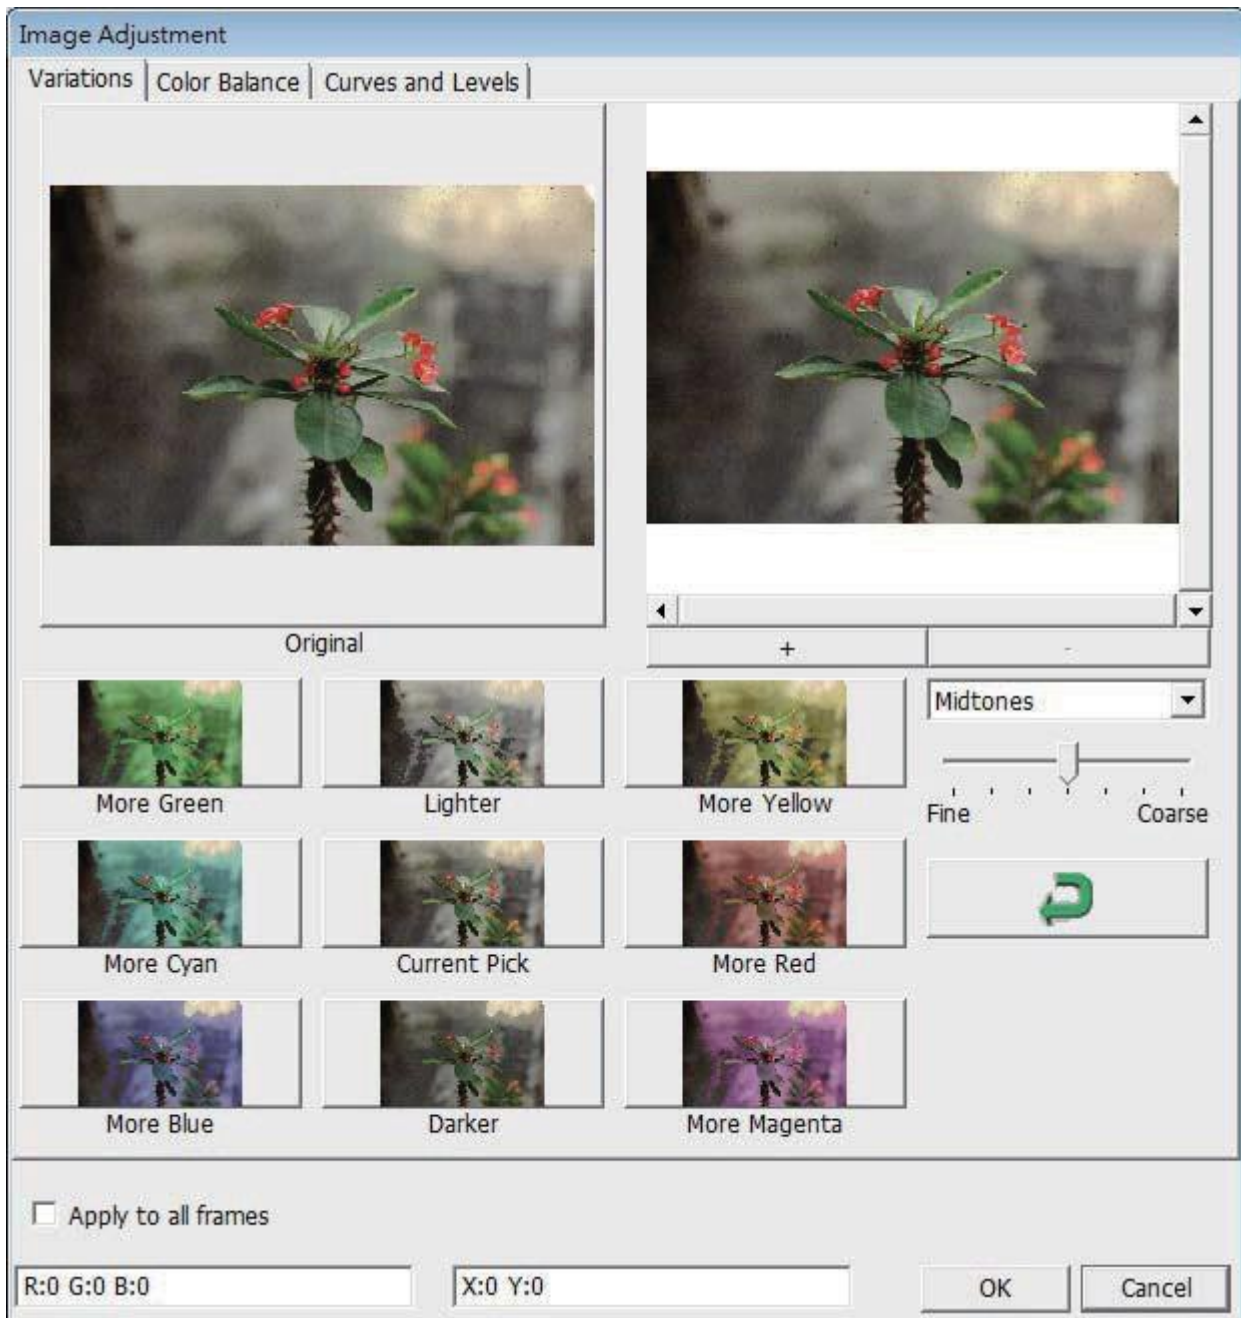 Image Adjustment
Variations
Color Balance
Curves and Levels
Original
+
-
More Green
Lighter
More Yellow
Midtones
Fine
Coarse
More Cyan
Current Pick
More Red
More Blue
Darker
More Magenta
Apply to all frames
R:0 G:0 B:0
X:0 Y:0
OK
Cancel